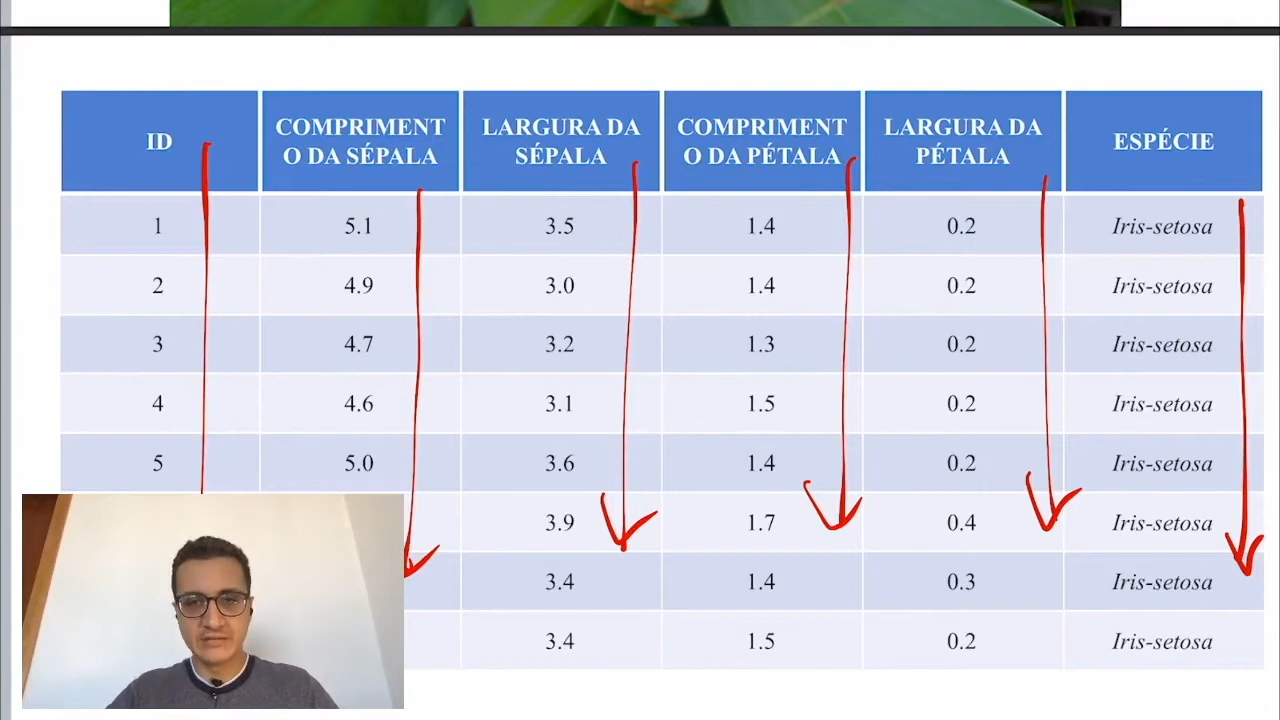 ID COMPRIMENT LARGURA DA COMPRIMENT LARGURA DA ESPÉCIE
O DA SÉPALA SÉPALA O DA PÉTALA PÉTALA
1 5.1 3.5 1.4 0.2 Iris-setosa
2 4.9 3.0 1.4 0.2 Iris-setosa
3 4.7 3.2 1.3 0.2 Iris-setosa
4 4.6 3.1 1.5 0.2 Iris-setosa
5 5.0 3.6 1.4 0.2 Iris-setosa
3.9 1.7 0.4 Iris-setosa
3.4 1.4 0.3 Iris-setosa
3.4 1.5 0.2 Iris-setosa